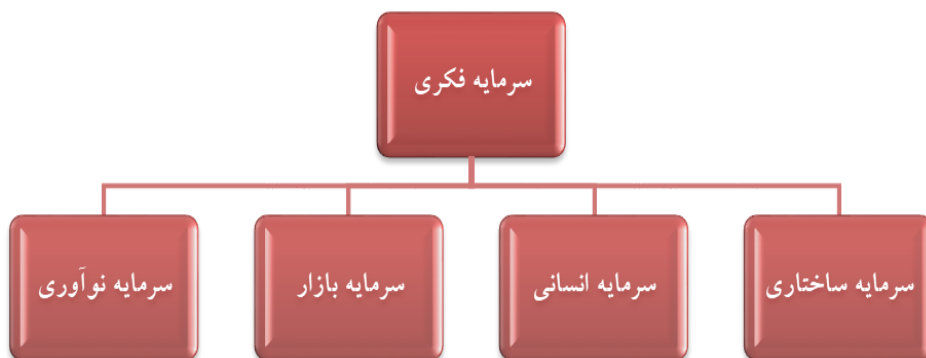 سرمایه فکری
سرمایه ساختاری
سرمایه انسانی
سرمایه بازار
سرمایه نوآوری